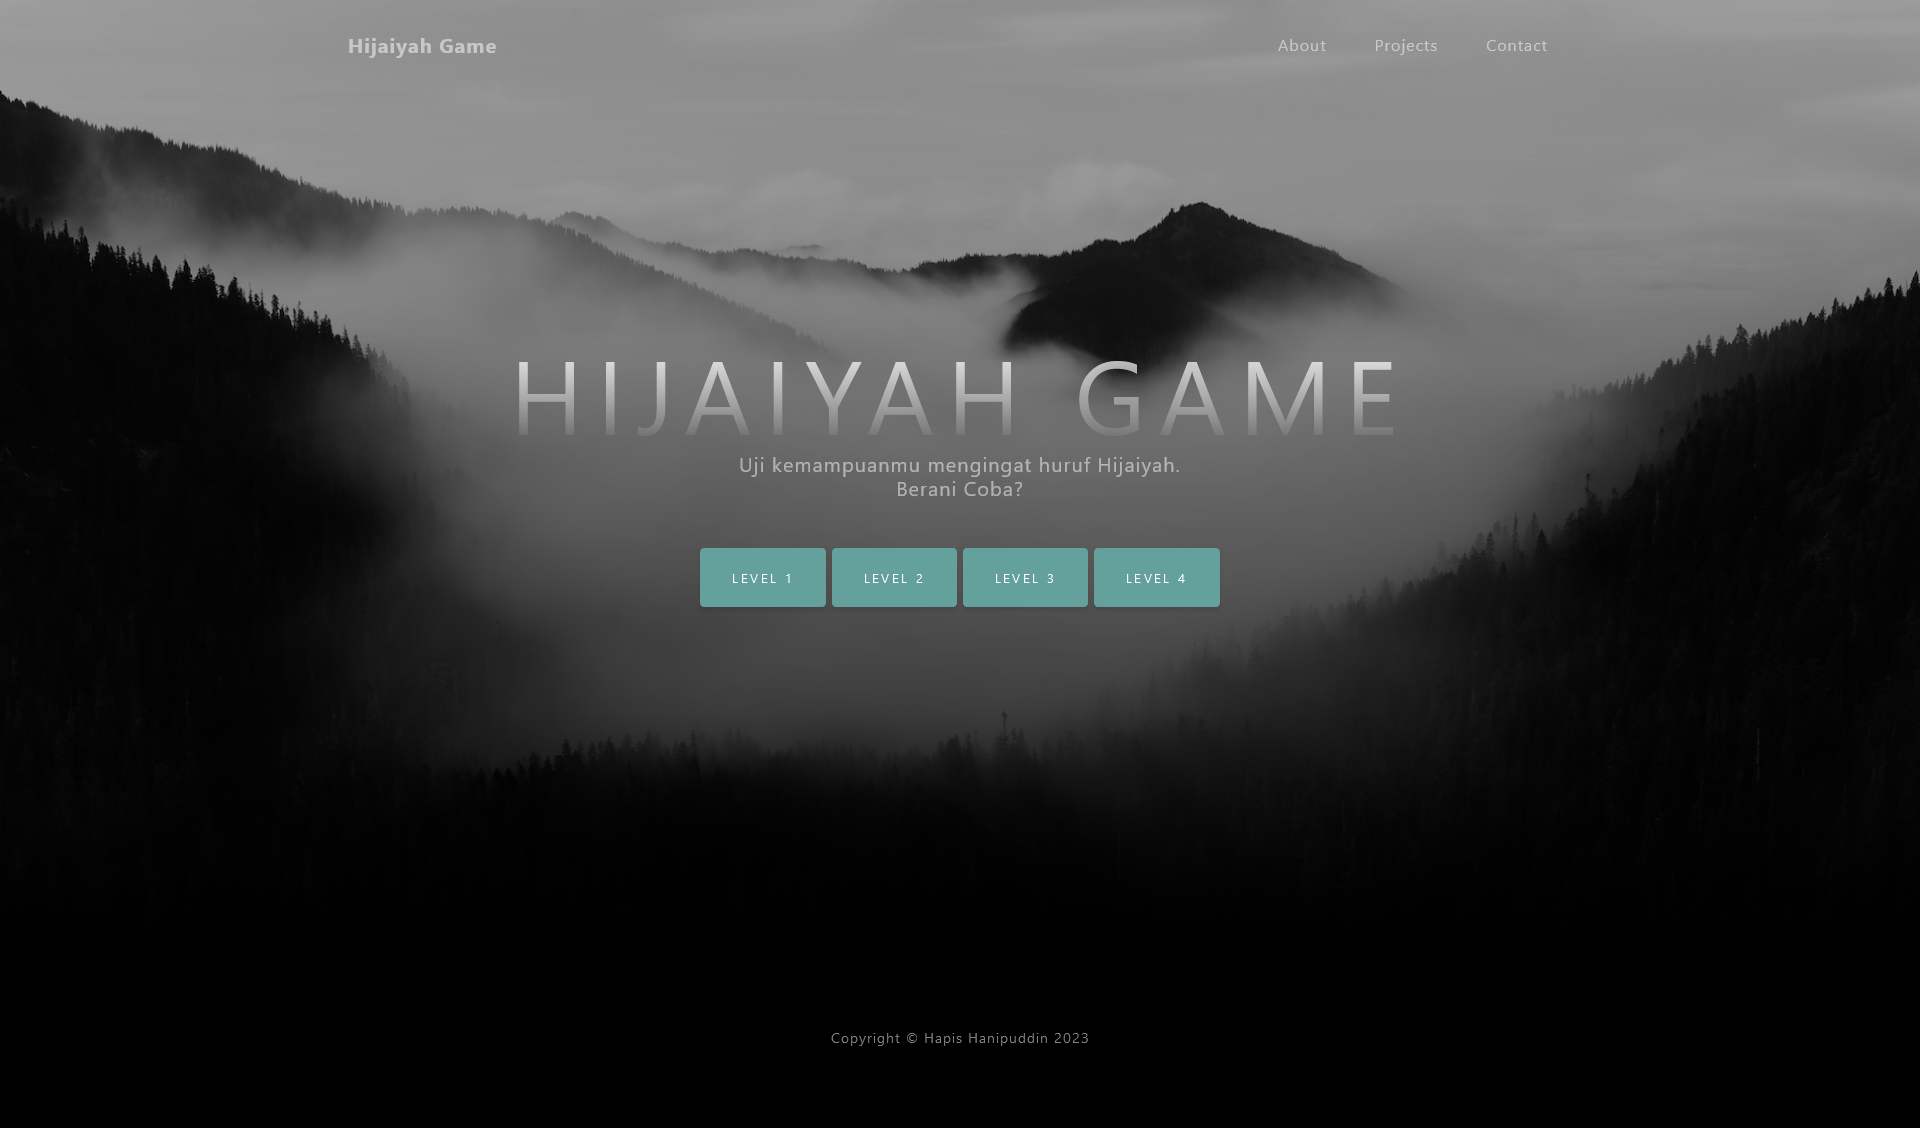 Hijaiyah Game
About Projects Contact
HIJAIYAH GAME
Uji kemampuanmu mengingat huruf Hijaiyah.
Berani Coba?
LEVEL 1 LEVEL 2 LEVEL 3 LEVEL 4
Copyright © Hapis Hanipuddin 2023